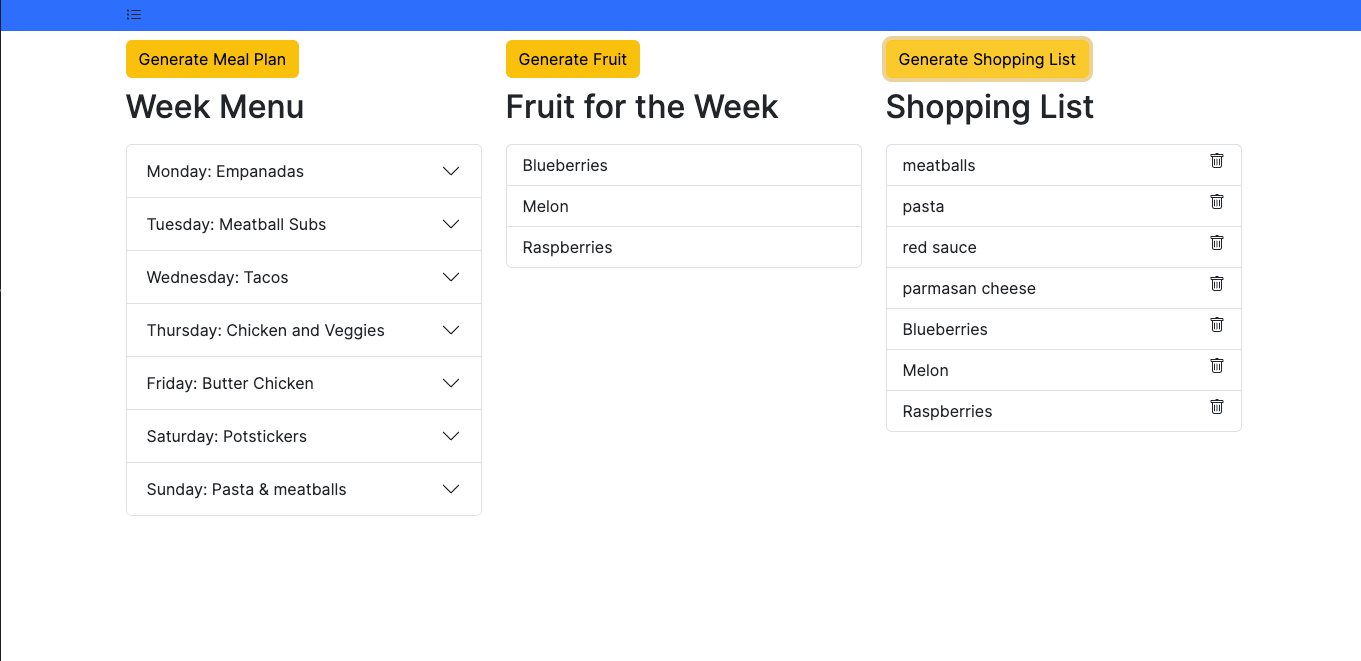 Generate Meal Plan
Week Menu
Monday: Empanadas
Tuesday: Meatball Subs
Wednesday: Tacos
Thursday: Chicken and Veggies
Friday: Butter Chicken
Saturday: Potstickers
Sunday: Pasta & meatballs
Generate Fruit
Fruit for the Week
Blueberries
Melon
Raspberries
Generate Shopping List
Shopping List
meatballs
pasta
red sauce
parmasan cheese
Blueberries
Melon
Raspberries